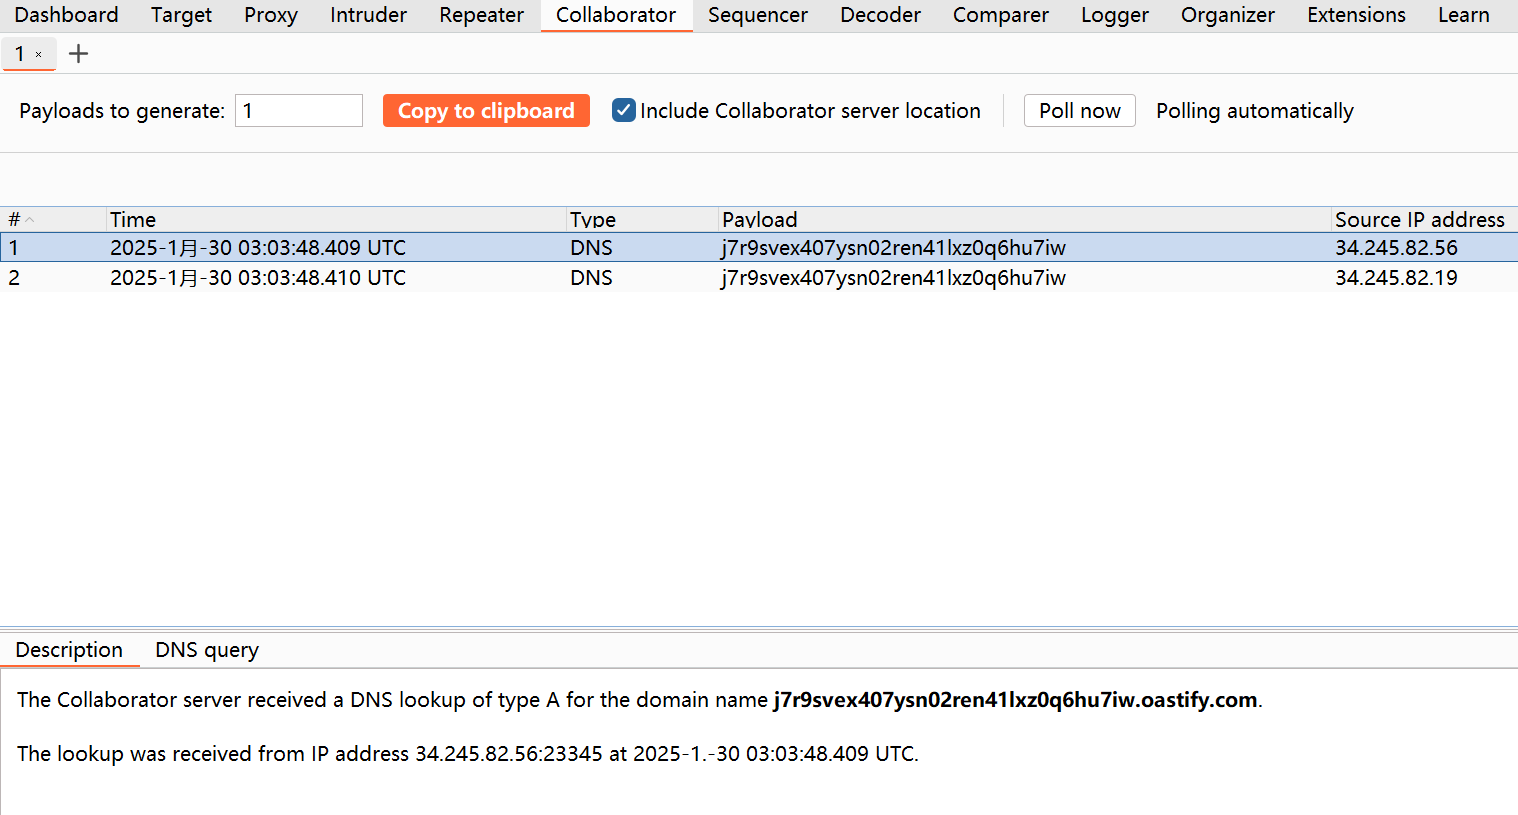 Dashboard Target Proxy Intruder Repeater Collaborator Sequencer Decoder Comparer Logger Organizer Extensions Learn
1 × +
Payloads to generate: 1 Copy to clipboard Include Collaborator server location Poll now Polling automatically
# Time Type Payload Source IP address
1 2025-1月-30 03:03:48.409 UTC DNS j7r9svex407ysn02ren41lxz0q6hu7iw 34.245.82.56
2 2025-1月-30 03:03:48.410 UTC DNS j7r9svex407ysn02ren41lxz0q6hu7iw 34.245.82.19
Description DNS query
The Collaborator server received a DNS lookup of type A for the domain name j7r9svex407ysn02ren41lxz0q6hu7iw.oastify.com.
The lookup was received from IP address 34.245.82.56:23345 at 2025-1.-30 03:03:48.409 UTC.